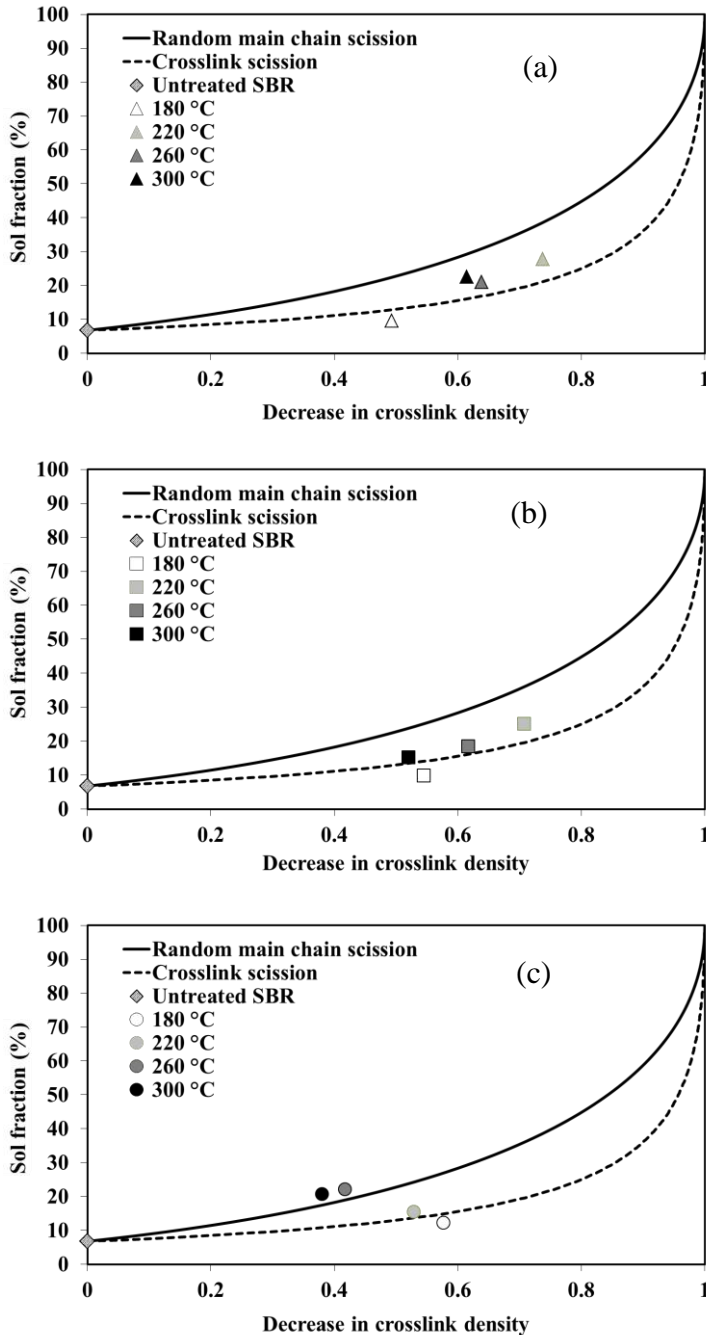 100
90
80
70
60
50
40
30
20
10
0
Sol fraction (%)
Random main chain scission
Crosslink scission
Untreated SBR
180 °C
220 °C
260 °C
300 °C
(a)
0 0.2 0.4 0.6 0.8 1
Decrease in crosslink density
100
90
80
70
60
50
40
30
20
10
0
Sol fraction (%)
Random main chain scission
Crosslink scission
Untreated SBR
180 °C
220 °C
260 °C
300 °C
(b)
0 0.2 0.4 0.6 0.8 1
Decrease in crosslink density
100
90
80
70
60
50
40
30
20
10
0
Sol fraction (%)
Random main chain scission
Crosslink scission
Untreated SBR
180 °C
220 °C
260 °C
300 °C
(c)
0 0.2 0.4 0.6 0.8 1
Decrease in crosslink density